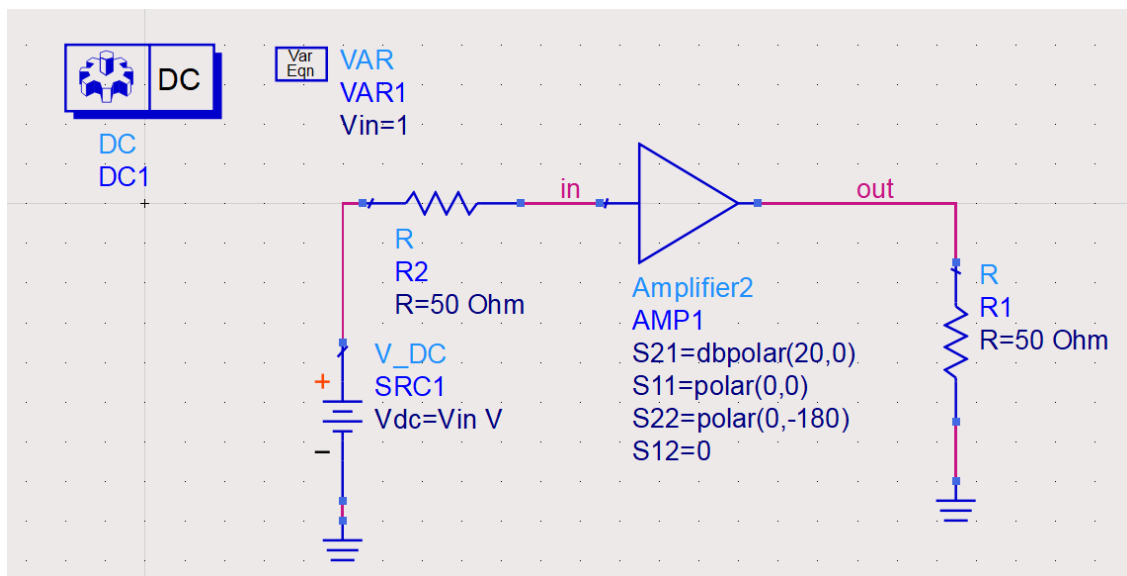 DC
DC
DC1
Var
Eqn
VAR
VAR1
Vin=1
in
out
R
R2
R=50 Ohm
+
V_DC
SRC1
Vdc=Vin V
−
Amplifier2
AMP1
S21=dbpolar(20,0)
S11=polar(0,0)
S22=polar(0,-180)
S12=0
R
R1
R=50 Ohm